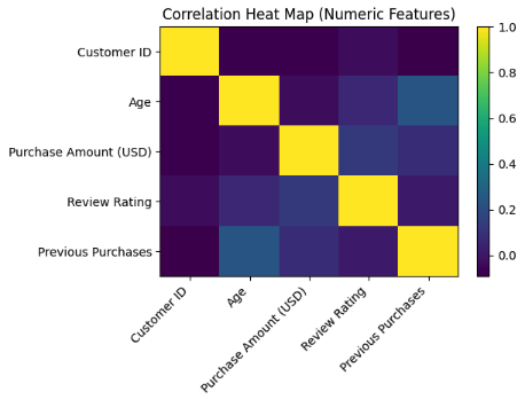 Correlation Heat Map (Numeric Features)
Customer ID
Age
Purchase Amount (USD)
Review Rating
Previous Purchases
Customer ID
Age
Purchase Amount (USD)
Review Rating
Previous Purchases
1.0
0.8
0.6
0.4
0.2
0.0